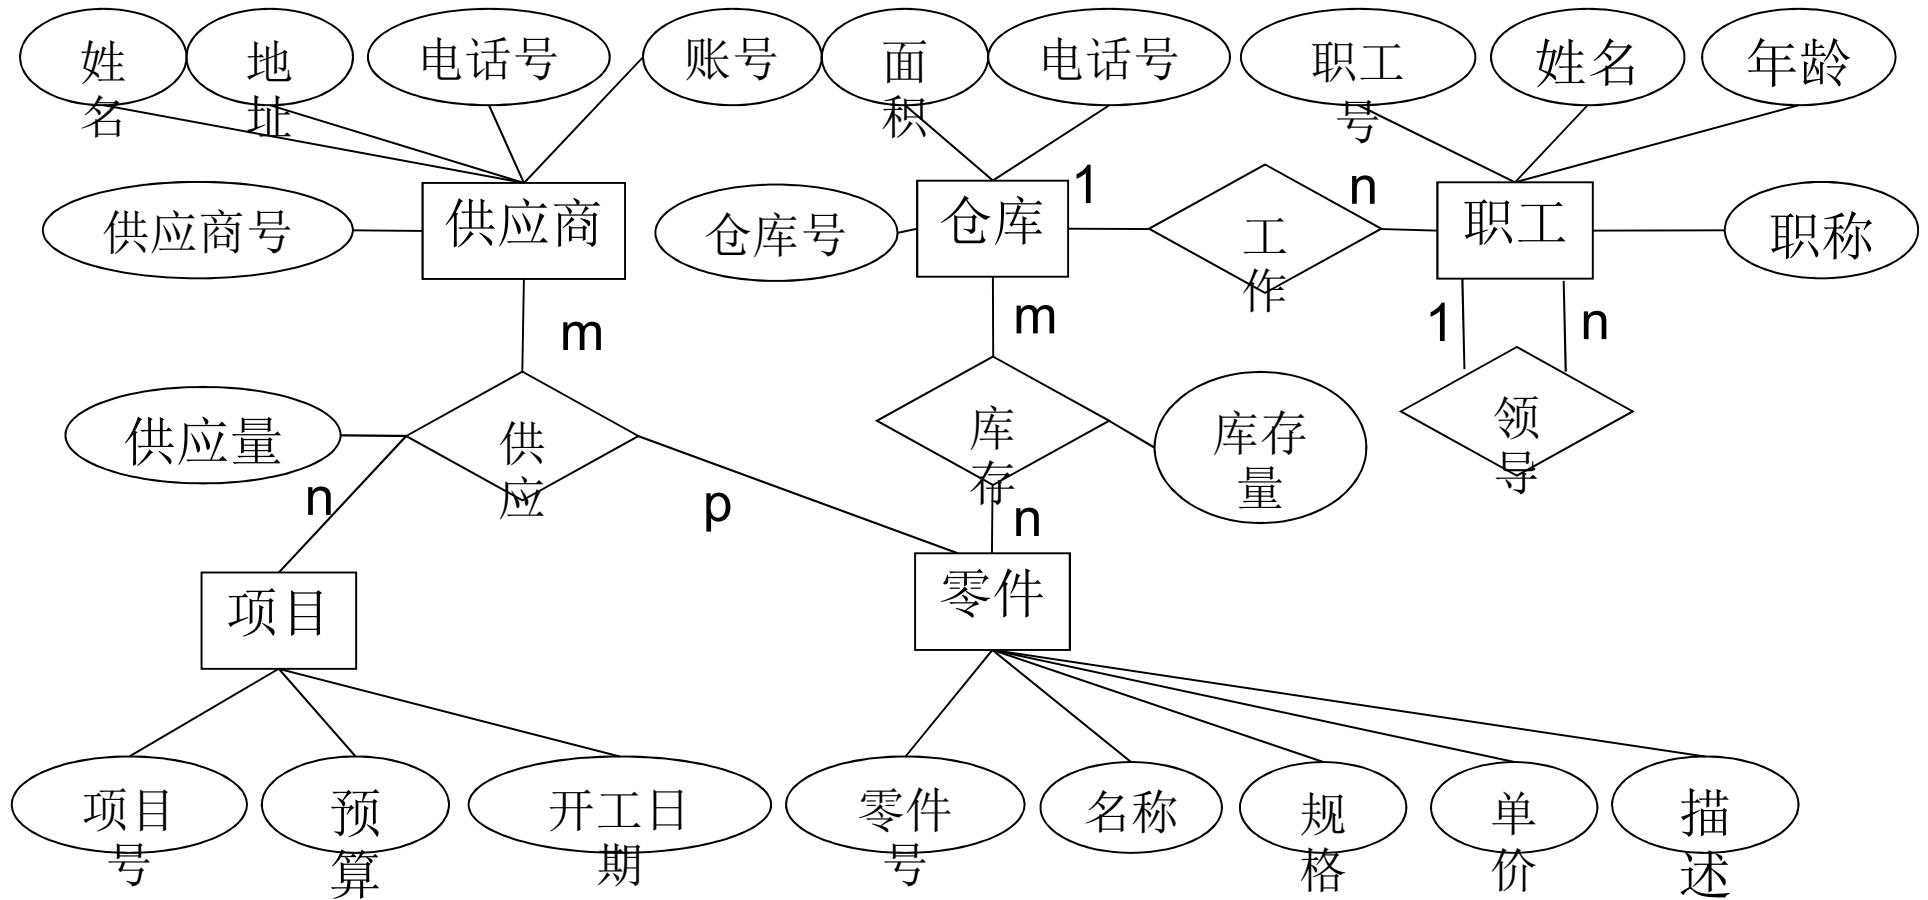 姓
名
地
址
电话号
账号
面
积
电话号
职工
号
姓名
年龄
供应商号
供应商
仓库号
仓库
1
工
作
n
职工
职称
m
m
1
n
供应量
供
应
库
存
库存
量
领
导
n
p
n
项目
零件
项目
号
预
算
开工日
期
零件
号
名称
规
格
单
价
描
述